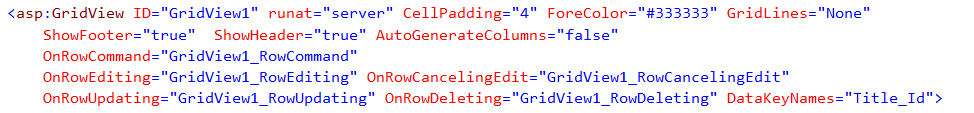 <asp:GridView ID="GridView1" runat="server" CellPadding="4" ForeColor="#333333" GridLines="None"
ShowFooter="true" ShowHeader="true" AutoGenerateColumns="false"
OnRowCommand="GridView1_RowCommand"
OnRowEditing="GridView1_RowEditing" OnRowCancelingEdit="GridView1_RowCancelingEdit"
OnRowUpdating="GridView1_RowUpdating" OnRowDeleting="GridView1_RowDeleting" DataKeyNames="Title_Id">